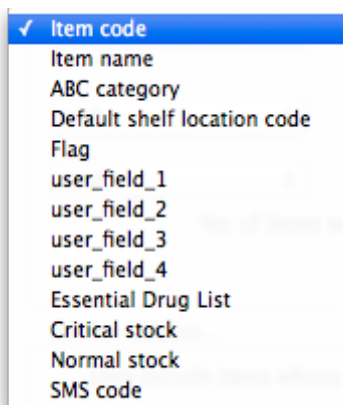 ✓ Item code
Item name
ABC category
Default shelf location code
Flag
user_field_1
user_field_2
user_field_3
user_field_4
Essential Drug List
Critical stock
Normal stock
SMS code